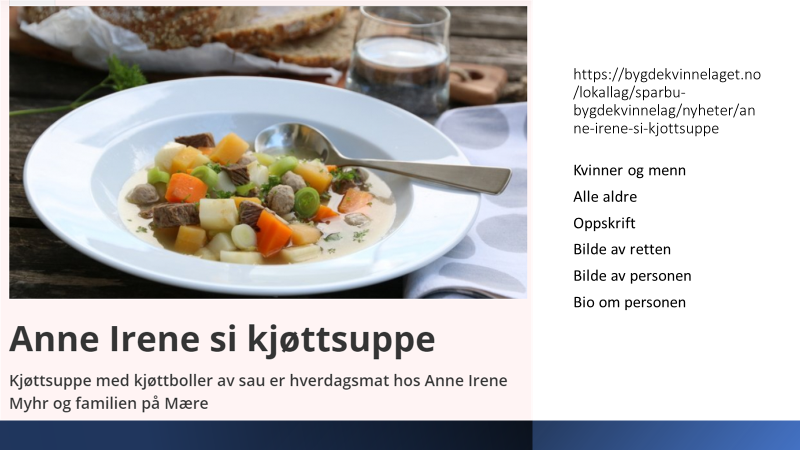 Anne Irene si kjøttsuppe
Kjøttsuppe med kjøttboller av sau er hverdagsmat hos Anne Irene
Myhr og familien på Mære
https://bygdekvinnelaget.no
/lokallag/sparbu-
bygdekvinnelag/nyheter/an
ne-irene-si-kjottsuppe
Kvinner og menn
Alle aldre
Oppskrift
Bilde av retten
Bilde av personen
Bio om personen